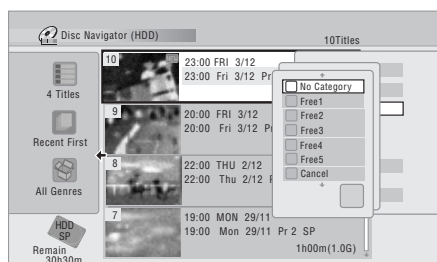 Disc Navigator (HDD)
10Titles
4 Titles
Recent First
All Genres
HDD
SP
Remain
30h30m
10
23:00 FRI 3/12
23:00 Fri 3/12 Pr
9
20:00 FRI 3/12
20:00 Fri 3/12 P
8
22:00 THU 2/12
22:00 Thu 2/12
7
19:00 MON 29/11
19:00 Mon 29/11 Pr 2 SP
1h00m(1.0G)
No Category
Free1
Free2
Free3
Free4
Free5
Cancel